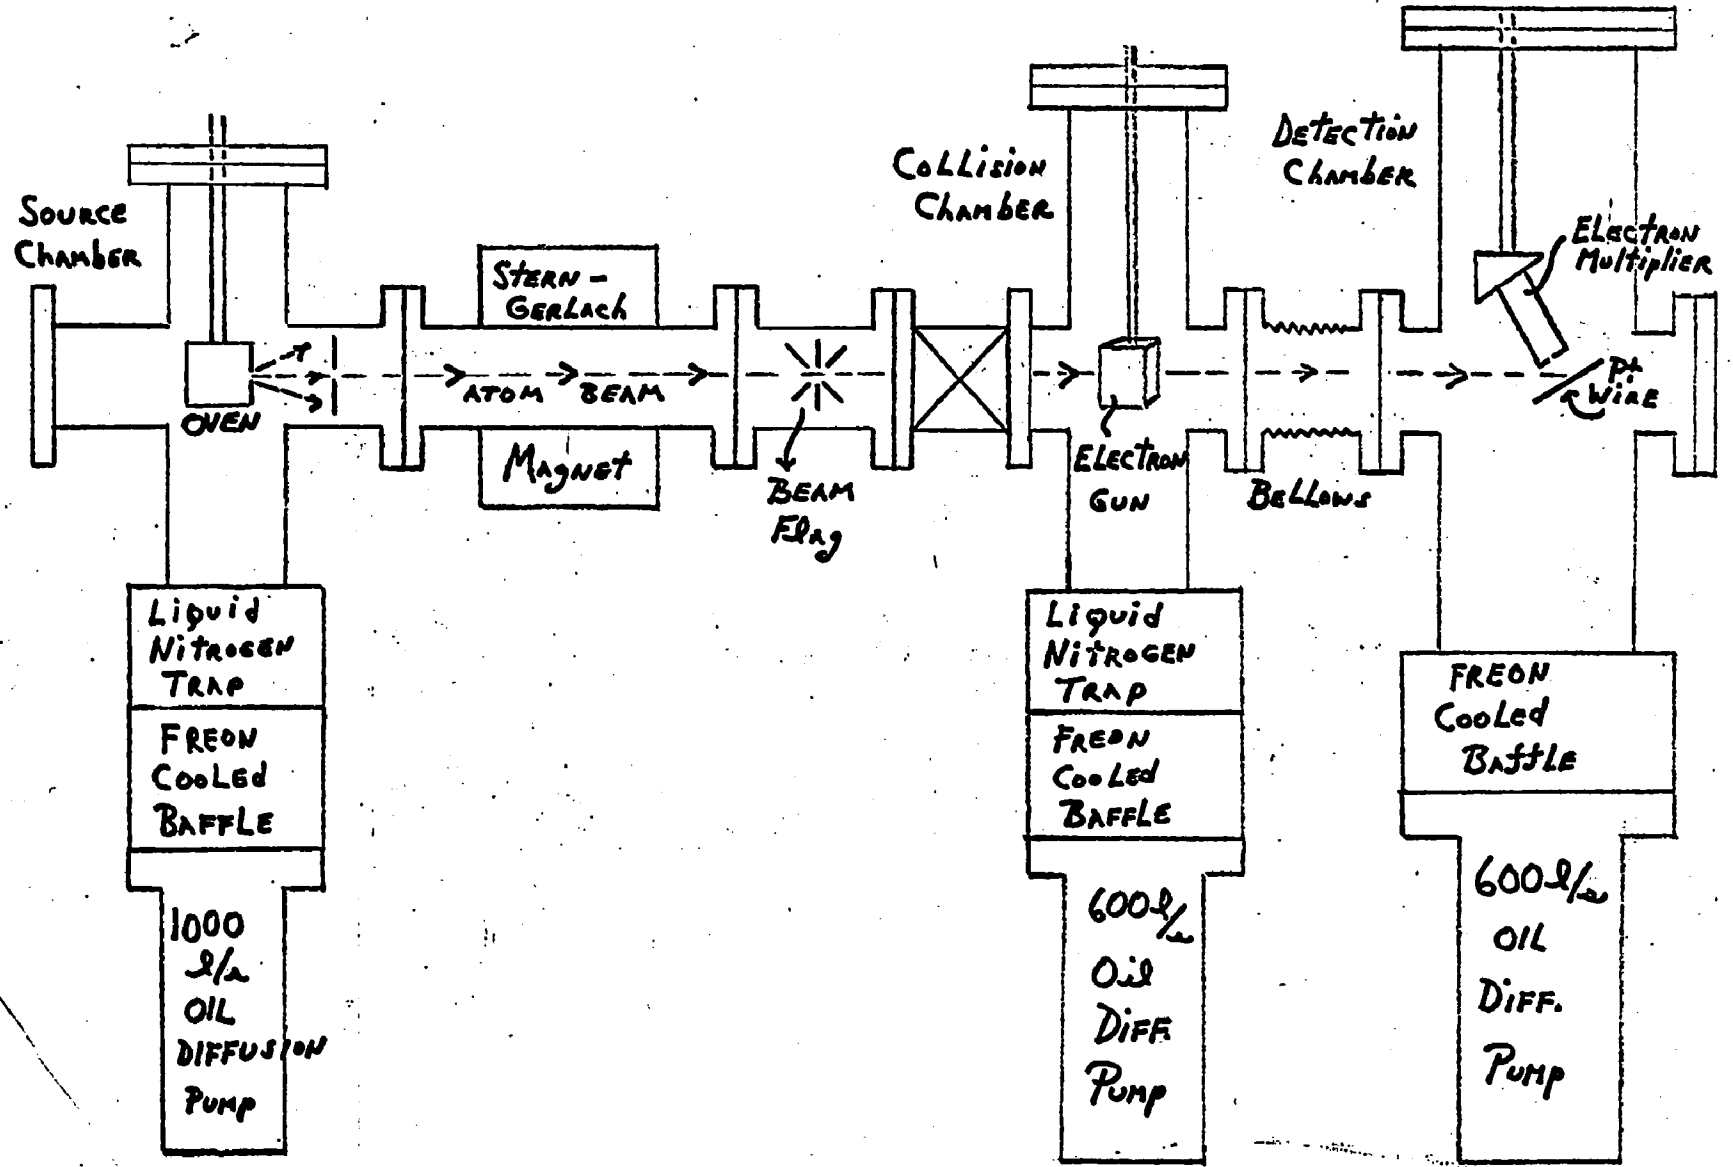 Source
Chamber
OVEN
STERN-
GERLACH
MAGNET
ATOM BEAM
BEAM
Flag
COLLISION
Chamber
ELECTRON
GUN
BELLOWS
DETECTION
Chamber
ELECTRON
Multiplier
Pt
WIRE
Liquid
NITROGEN
TRAP
FREON
COOLED
BAFFLE
1000
l/s
OIL
DIFFUSION
PUMP
Liquid
NITROGEN
TRAP
FREON
COOLED
BAFFLE
600 l/s
Oil
DIFF.
PUMP
FREON
COOLED
BAFFLE
600 l/s
OIL
DIFF.
PUMP